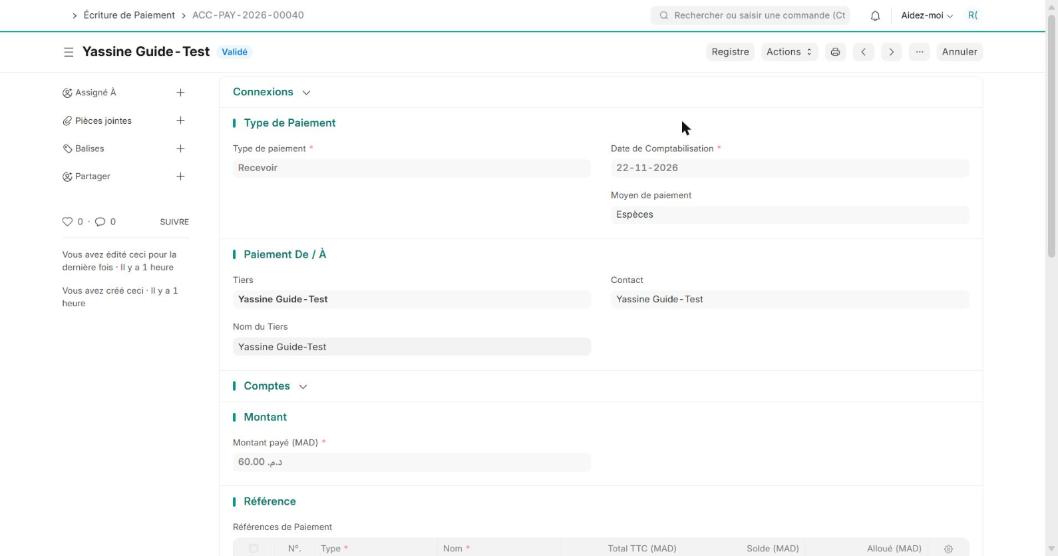 Écriture de Paiement > ACC-PAY-2026-00040
Rechercher ou saisir une commande (Ct
Aidez-moi
R(
Yassine Guide-Test
Validé
Registre
Actions
Annuler
Assigné À
Pièces jointes
Balises
Partager
0 · 0 SUIVRE
Vous avez édité ceci pour la
dernière fois · Il y a 1 heure
Vous avez créé ceci · Il y a 1
heure
Connexions
Type de Paiement
Type de paiement *
Recevoir
Date de Comptabilisation *
22-11-2026
Moyen de paiement
Espèces
Paiement De / À
Tiers
Yassine Guide-Test
Contact
Yassine Guide-Test
Nom du Tiers
Yassine Guide-Test
Comptes
Montant
Montant payé (MAD) *
60.00 د.م.
Référence
Références de Paiement
N°. Type * Nom * Total TTC (MAD) Solde (MAD) Alloué (MAD)